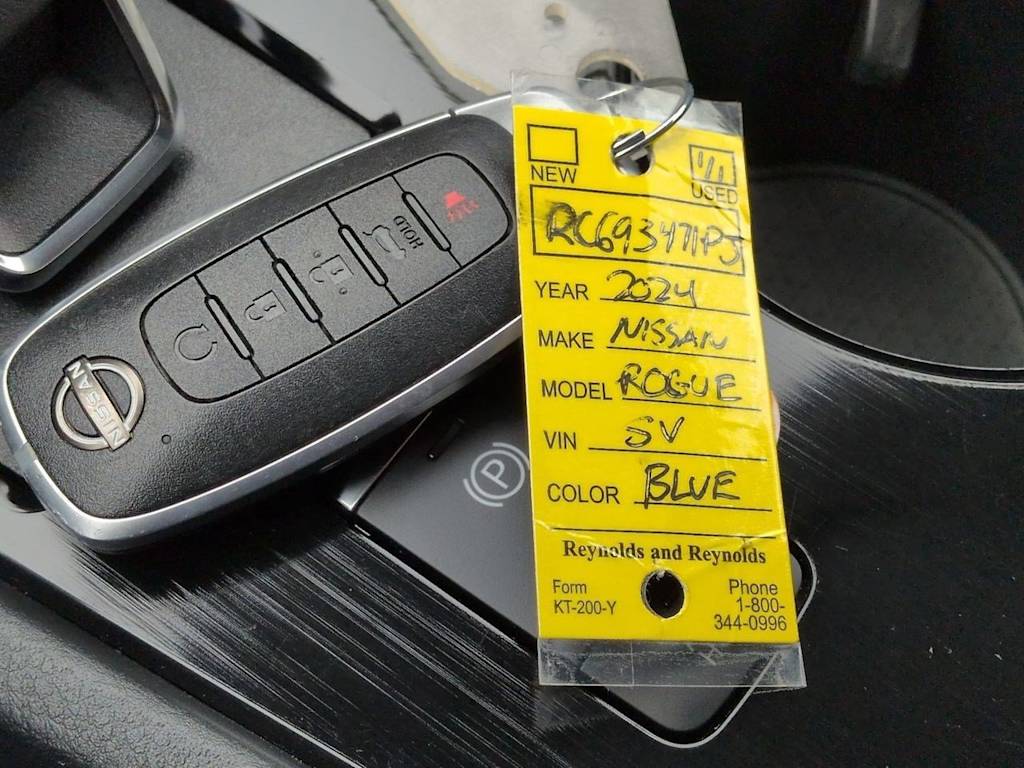 NEW
USED
RC693471PJ
YEAR 2024
MAKE NISSAN
MODEL ROGUE
VIN SV
COLOR BLUE
Reynolds and Reynolds
Form
KT-200-Y
Phone
1-800-
344-0996
NISSAN
HOLD
P